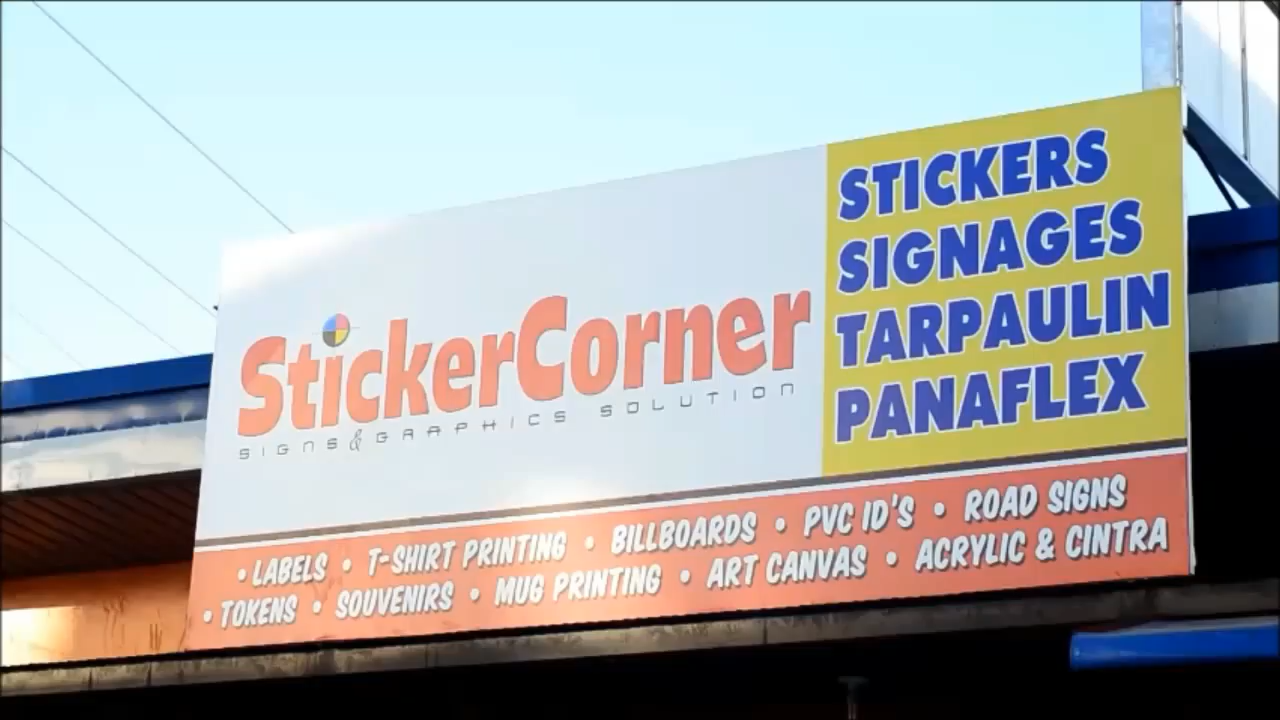 StickerCorner
SIGNS & GRAPHICS SOLUTION
STICKERS
SIGNAGES
TARPAULIN
PANAFLEX
• LABELS • T-SHIRT PRINTING • BILLBOARDS • PVC ID'S • ROAD SIGNS
• TOKENS • SOUVENIRS • MUG PRINTING • ART CANVAS • ACRYLIC & CINTRA